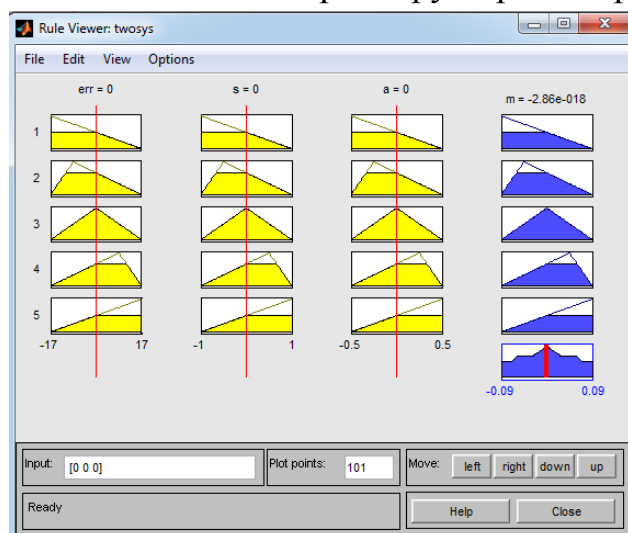 Rule Viewer: twosys
File Edit View Options
err = 0 s = 0 a = 0 m = -2.86e-018
1
2
3
4
5
-17 17 -1 1 -0.5 0.5
-0.09 0.09
Input: [0 0 0] Plot points: 101 Move: left right down up
Ready Help Close